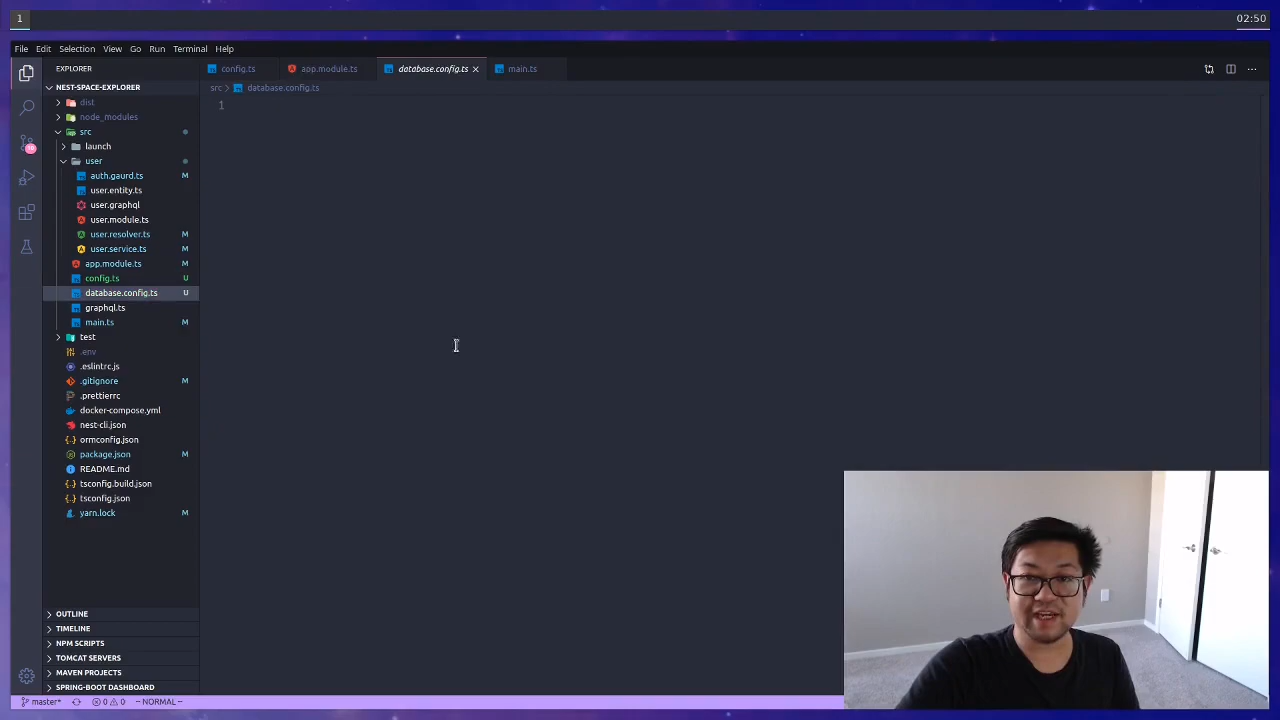 1
02:50
File Edit Selection View Go Run Terminal Help
EXPLORER
config.ts
app.module.ts
database.config.ts
main.ts
NEST-SPACE-EXPLORER
src > database.config.ts
1
dist
node_modules
src
launch
user
auth.gaurd.ts M
user.entity.ts
user.graphql
user.module.ts
user.resolver.ts M
user.service.ts M
app.module.ts M
config.ts U
database.config.ts U
graphql.ts
main.ts M
test
.env
.eslintrc.js
.gitignore M
.prettierrc
docker-compose.yml
nest-cli.json
ormconfig.json
package.json M
README.md
tsconfig.build.json
tsconfig.json
yarn.lock M
OUTLINE
TIMELINE
NPM SCRIPTS
TOMCAT SERVERS
MAVEN PROJECTS
SPRING-BOOT DASHBOARD
master* 0 0 -- NORMAL --